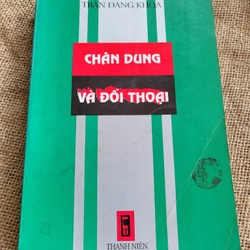 TRẦN ĐĂNG KHOA
CHÂN DUNG
VÀ ĐỐI THOẠI
THANH NIÊN